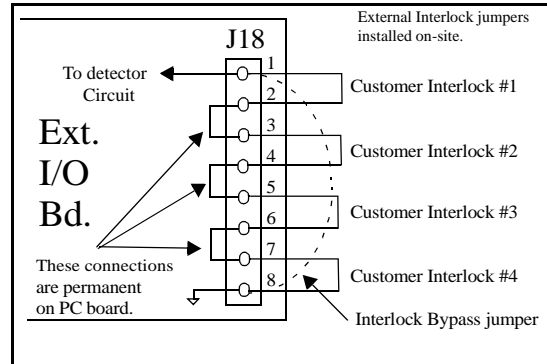 External Interlock jumpers
installed on-site.
J18
To detector
Circuit
1
2
3
4
5
6
7
8
Customer Interlock #1
Customer Interlock #2
Customer Interlock #3
Customer Interlock #4
Ext.
I/O
Bd.
These connections
are permanent
on PC board.
Interlock Bypass jumper